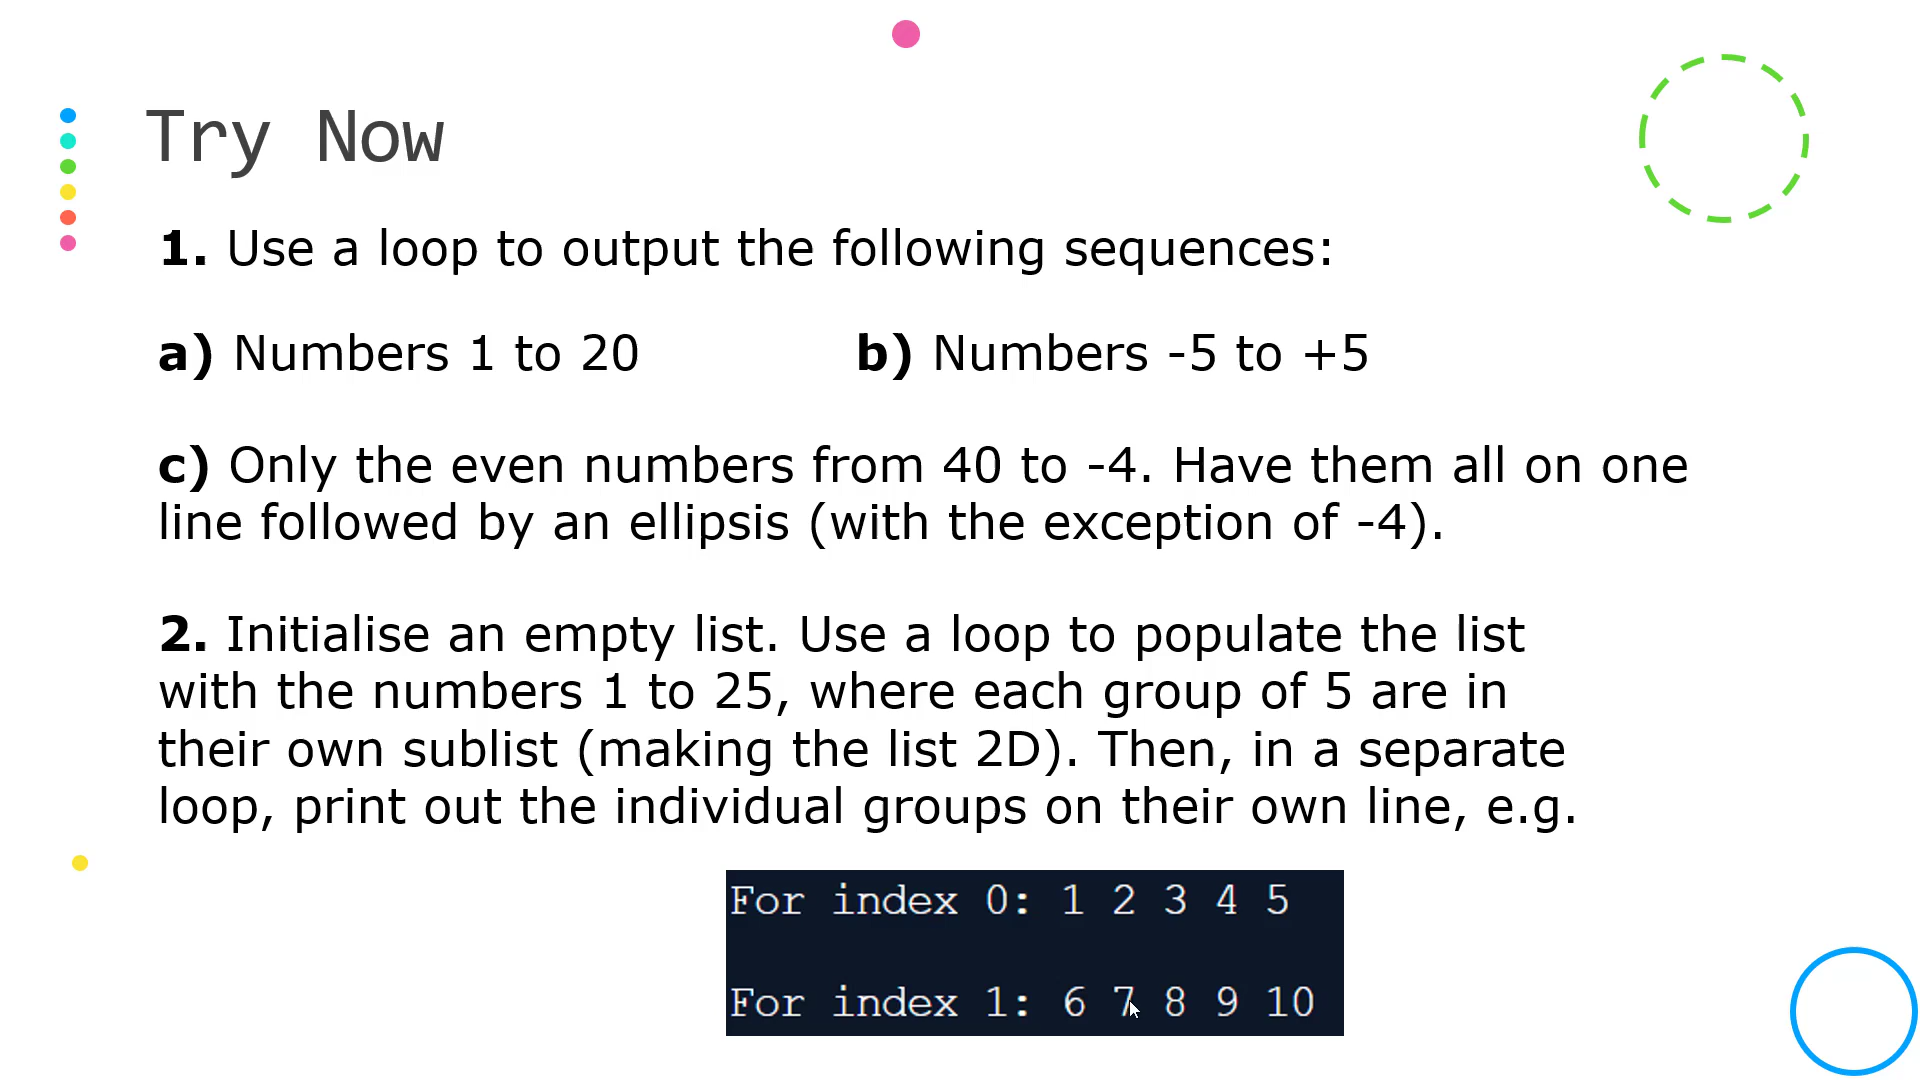 Try Now
1. Use a loop to output the following sequences:
a) Numbers 1 to 20 b) Numbers -5 to +5
c) Only the even numbers from 40 to -4. Have them all on one
line followed by an ellipsis (with the exception of -4).
2. Initialise an empty list. Use a loop to populate the list
with the numbers 1 to 25, where each group of 5 are in
their own sublist (making the list 2D). Then, in a separate
loop, print out the individual groups on their own line, e.g.
For index 0: 1 2 3 4 5
For index 1: 6 7 8 9 10